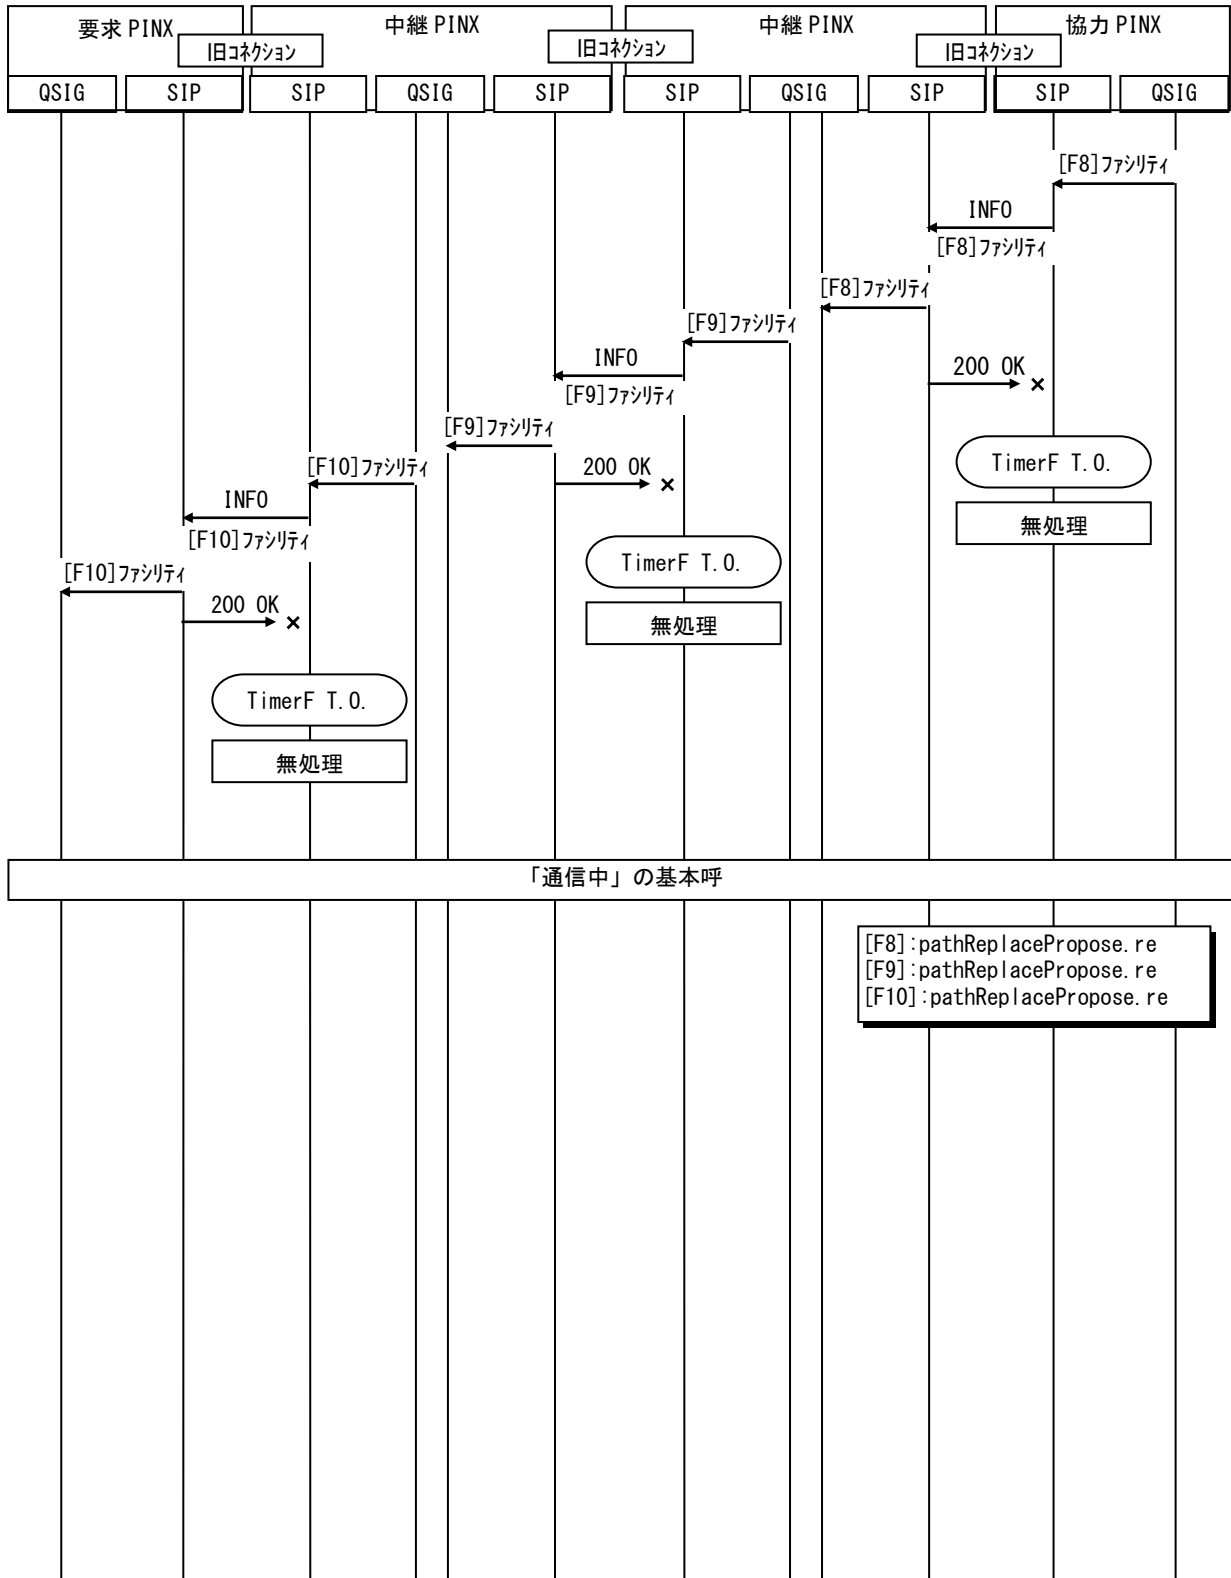 要求 PINX
中継 PINX
中継 PINX
協力 PINX
旧ｺﾈｸｼｮﾝ
旧ｺﾈｸｼｮﾝ
旧ｺﾈｸｼｮﾝ
QSIG
SIP
SIP
QSIG
SIP
SIP
QSIG
SIP
SIP
QSIG
[F8]ﾌｧｼﾘﾃｨ
INFO
[F8]ﾌｧｼﾘﾃｨ
[F8]ﾌｧｼﾘﾃｨ
[F9]ﾌｧｼﾘﾃｨ
INFO
200 OK
[F9]ﾌｧｼﾘﾃｨ
[F9]ﾌｧｼﾘﾃｨ
TimerF T.O.
[F10]ﾌｧｼﾘﾃｨ
200 OK
INFO
無処理
[F10]ﾌｧｼﾘﾃｨ
TimerF T.O.
[F10]ﾌｧｼﾘﾃｨ
200 OK
無処理
TimerF T.O.
無処理
「通信中」の基本呼
[F8]:pathReplacePropose.re
[F9]:pathReplacePropose.re
[F10]:pathReplacePropose.re